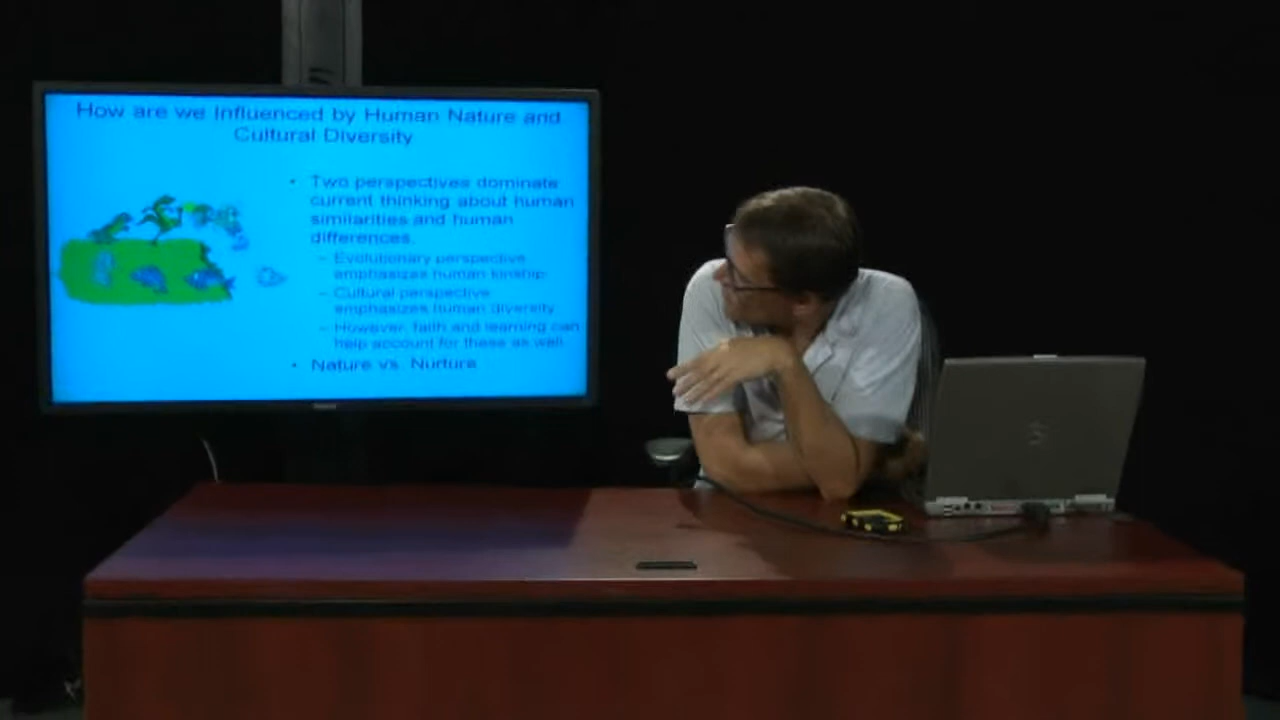 How are we Influenced by Human Nature and
Cultural Diversity
• Two perspectives dominate
current thinking about human
similarities and human
differences.
– Evolutionary perspective
emphasizes human kinship
– Cultural perspective
emphasizes human diversity
– However, faith and learning can
help account for these as well.
• Nature vs. Nurture